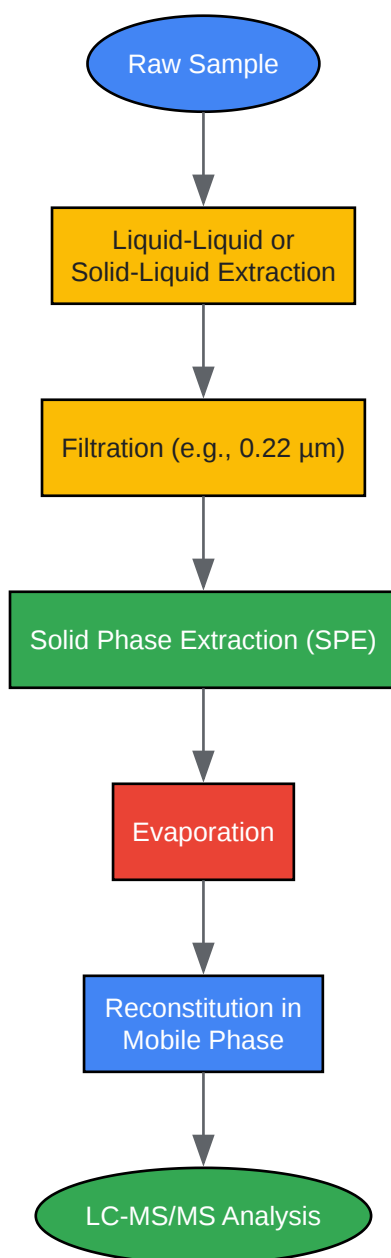 Raw Sample
Liquid-Liquid or
Solid-Liquid Extraction
Filtration (e.g., 0.22 µm)
Solid Phase Extraction (SPE)
Evaporation
Reconstitution in
Mobile Phase
LC-MS/MS Analysis